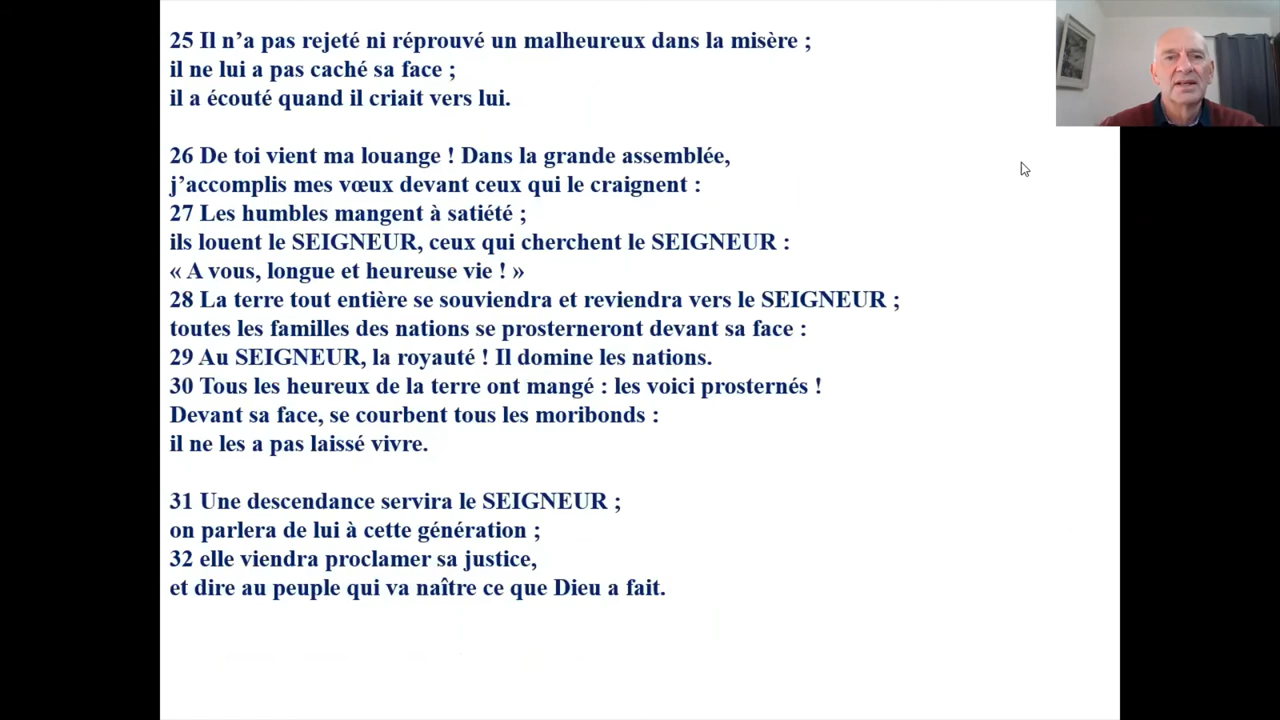 25 Il n’a pas rejeté ni réprouvé un malheureux dans la misère ;
il ne lui a pas caché sa face ;
il a écouté quand il criait vers lui.
26 De toi vient ma louange ! Dans la grande assemblée,
j’accomplis mes vœux devant ceux qui le craignent :
27 Les humbles mangent à satiété ;
ils louent le SEIGNEUR, ceux qui cherchent le SEIGNEUR :
« A vous, longue et heureuse vie ! »
28 La terre tout entière se souviendra et reviendra vers le SEIGNEUR ;
toutes les familles des nations se prosterneront devant sa face :
29 Au SEIGNEUR, la royauté ! Il domine les nations.
30 Tous les heureux de la terre ont mangé : les voici prosternés !
Devant sa face, se courbent tous les moribonds :
il ne les a pas laissé vivre.
31 Une descendance servira le SEIGNEUR ;
on parlera de lui à cette génération ;
32 elle viendra proclamer sa justice,
et dire au peuple qui va naître ce que Dieu a fait.